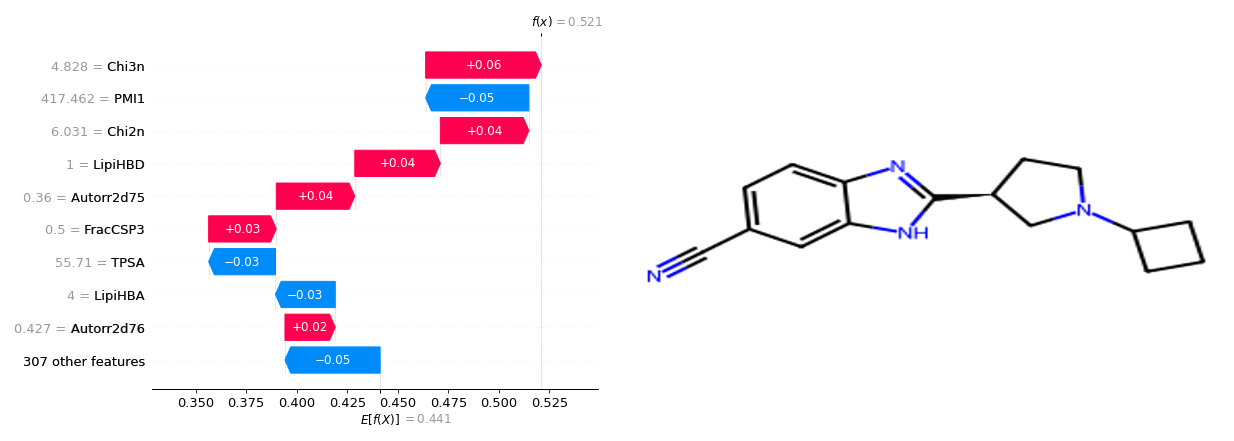 f(x) = 0.521
4.828 = Chi3n
+0.06
417.462 = PMI1
−0.05
6.031 = Chi2n
+0.04
1 = LipiHBD
+0.04
0.36 = Autorr2d75
+0.04
0.5 = FracCSP3
+0.03
55.71 = TPSA
−0.03
4 = LipiHBA
−0.03
0.427 = Autorr2d76
+0.02
307 other features
−0.05
0.350 0.375 0.400 0.425 0.450 0.475 0.500 0.525
E[f(X)] = 0.441
N
NH
N
N